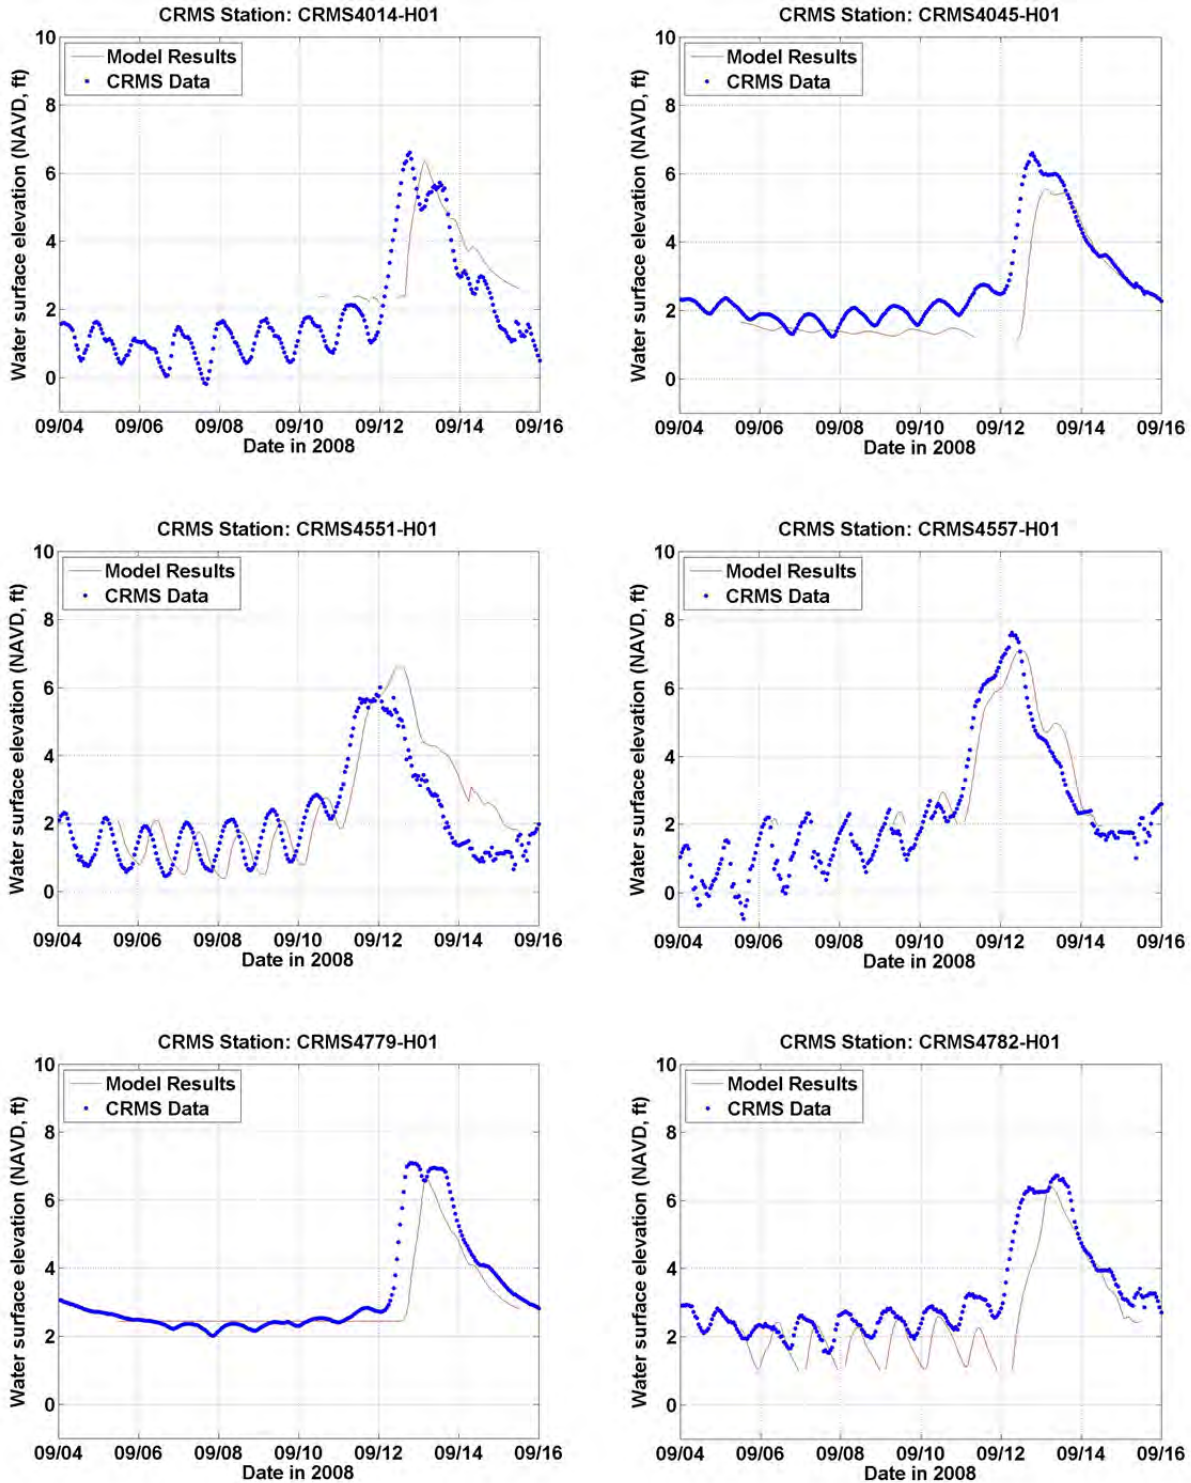 CRMS Station: CRMS4014-H01
Water surface elevation (NAVD, ft)
10
8
6
4
2
0
Model Results
CRMS Data
09/04 09/06 09/08 09/10 09/12 09/14 09/16
Date in 2008
CRMS Station: CRMS4045-H01
Water surface elevation (NAVD, ft)
10
8
6
4
2
0
Model Results
CRMS Data
09/04 09/06 09/08 09/10 09/12 09/14 09/16
Date in 2008
CRMS Station: CRMS4551-H01
Water surface elevation (NAVD, ft)
10
8
6
4
2
0
Model Results
CRMS Data
09/04 09/06 09/08 09/10 09/12 09/14 09/16
Date in 2008
CRMS Station: CRMS4557-H01
Water surface elevation (NAVD, ft)
10
8
6
4
2
0
Model Results
CRMS Data
09/04 09/06 09/08 09/10 09/12 09/14 09/16
Date in 2008
CRMS Station: CRMS4779-H01
Water surface elevation (NAVD, ft)
10
8
6
4
2
0
Model Results
CRMS Data
09/04 09/06 09/08 09/10 09/12 09/14 09/16
Date in 2008
CRMS Station: CRMS4782-H01
Water surface elevation (NAVD, ft)
10
8
6
4
2
0
Model Results
CRMS Data
09/04 09/06 09/08 09/10 09/12 09/14 09/16
Date in 2008